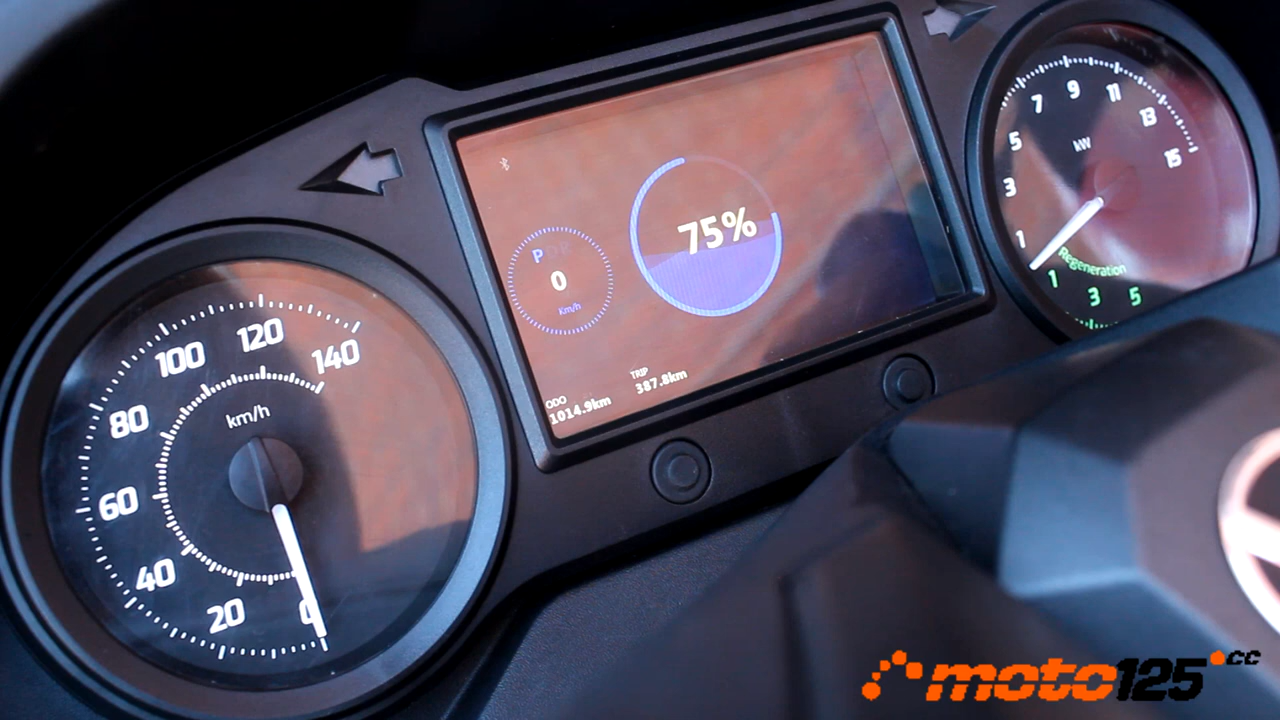 140
120
100
80
60
40
20
0
km/h
PDR
0
Km/h
75%
TRIP
387.8km
ODO
1014.9km
1
3
5
7
9
11
13
15
kW
Regeneration
1
3
5
moto125.cc